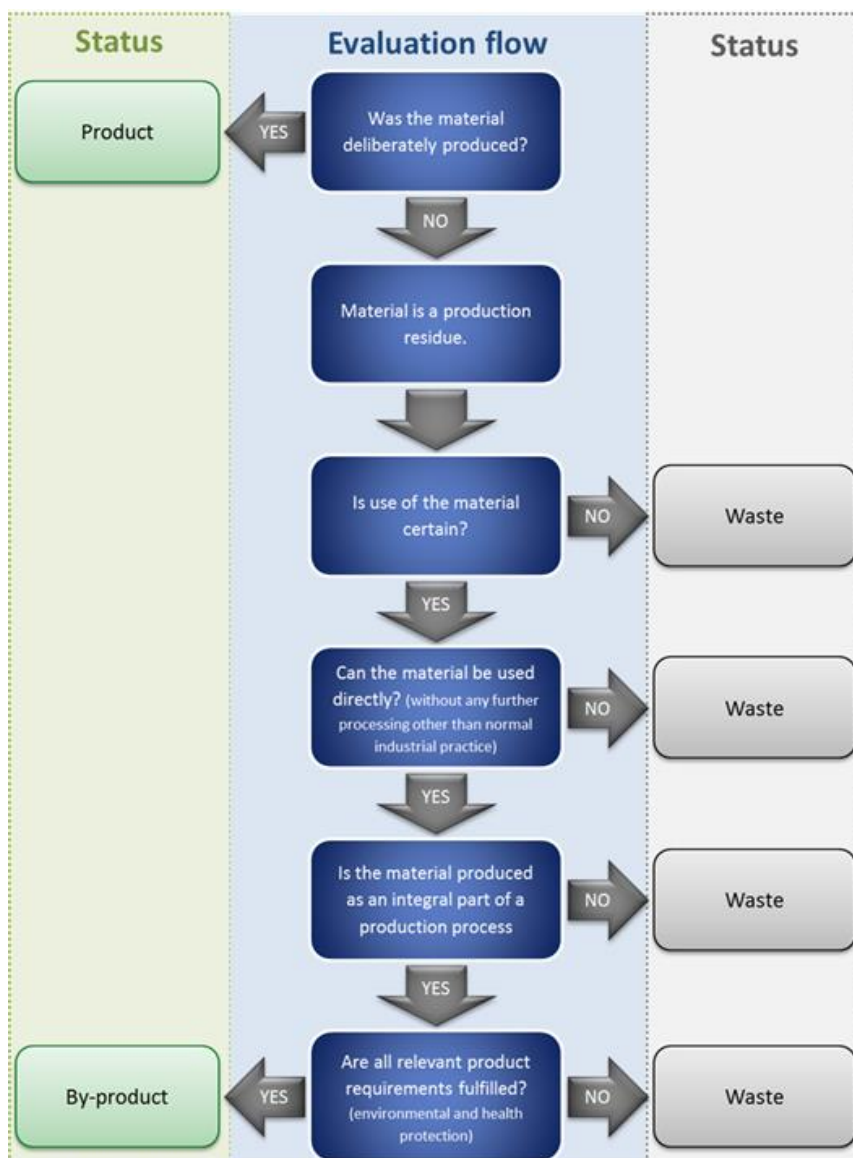 Status
Evaluation flow
Status
Product
YES
Was the material
deliberately produced?
NO
Material is a production
residue.
Is use of the material
certain?
NO
Waste
YES
Can the material be used
directly? (without any further
processing other than normal
industrial practice)
NO
Waste
YES
Is the material produced
as an integral part of a
production process
NO
Waste
YES
By-product
YES
Are all relevant product
requirements fulfilled?
(environmental and health
protection)
NO
Waste